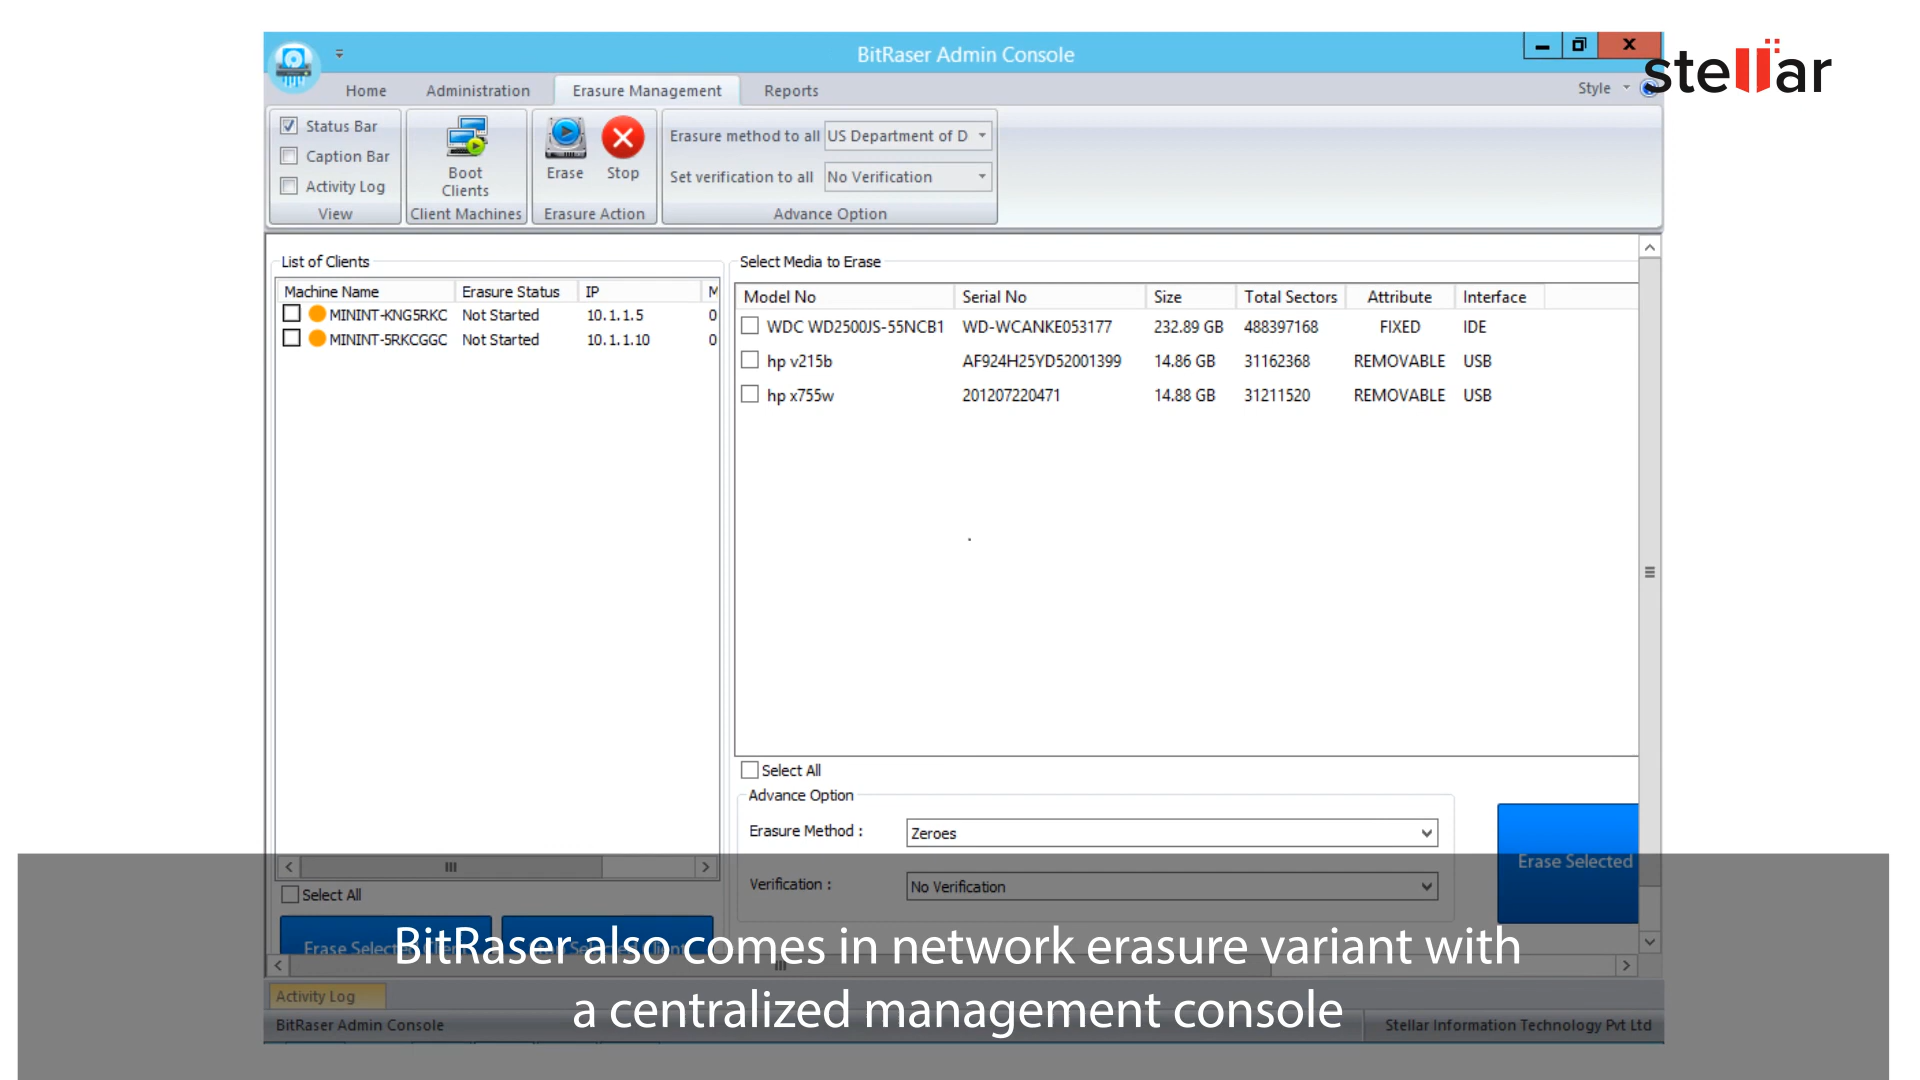 BitRaser Admin Console
stellar
Home Administration Erasure Management Reports Style
Status Bar
Caption Bar
Activity Log
View
Boot
Clients
Client Machines
Erase Stop
Erasure Action
Erasure method to all US Department of D
Set verification to all No Verification
Advance Option
List of Clients
Machine Name Erasure Status IP M
MININT-KNG5RKC Not Started 10.1.1.5 0
MININT-5RKCGGC Not Started 10.1.1.10 0
Select All
Erase Selec
Select Media to Erase
Model No Serial No Size Total Sectors Attribute Interface
WDC WD2500JS-55NCB1 WD-WCANKE053177 232.89 GB 488397168 FIXED IDE
hp v215b AF924H25YD52001399 14.86 GB 31162368 REMOVABLE USB
hp x755w 201207220471 14.88 GB 31211520 REMOVABLE USB
Select All
Advance Option
Erasure Method : Zeroes
Verification : No Verification
Erase Selected
BitRaser also comes in network erasure variant with
a centralized management console
Activity Log
BitRaser Admin Console Stellar Information Technology Pvt Ltd